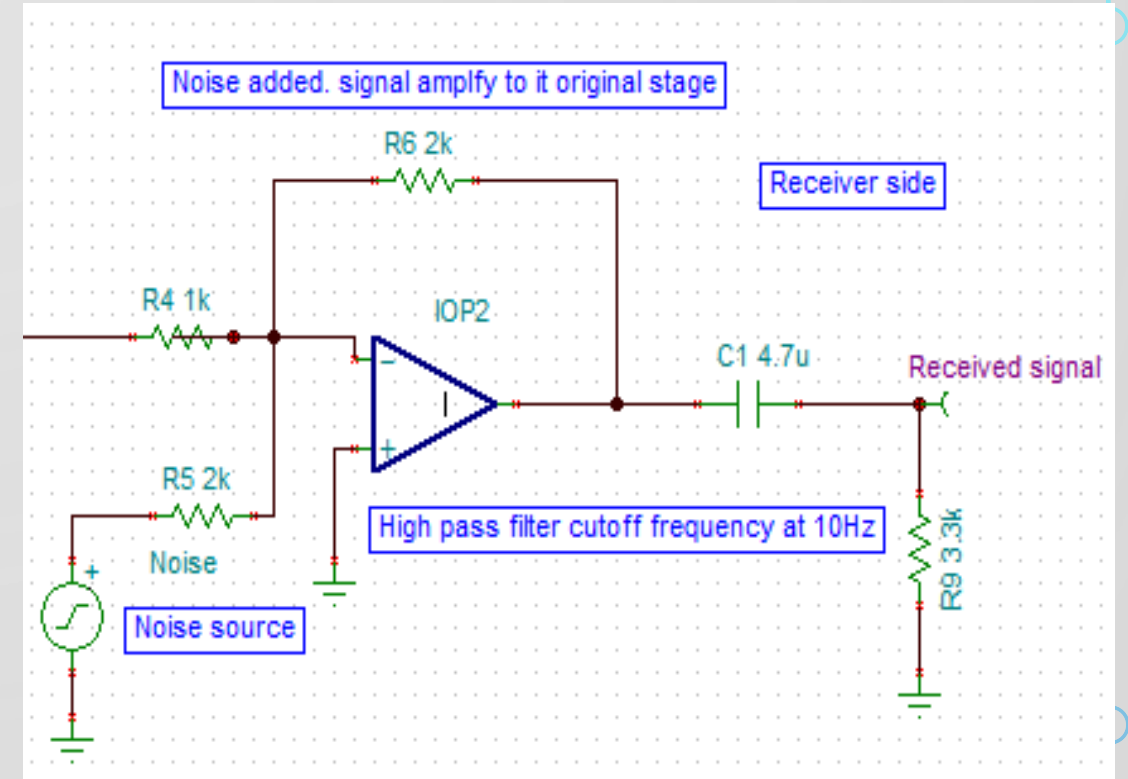 Noise added. signal amplfy to it original stage
R6 2k
Receiver side
R4 1k
IOP2
C1 4.7u
Received signal
R5 2k
High pass filter cutoff frequency at 10Hz
R9 3.3k
Noise
Noise source